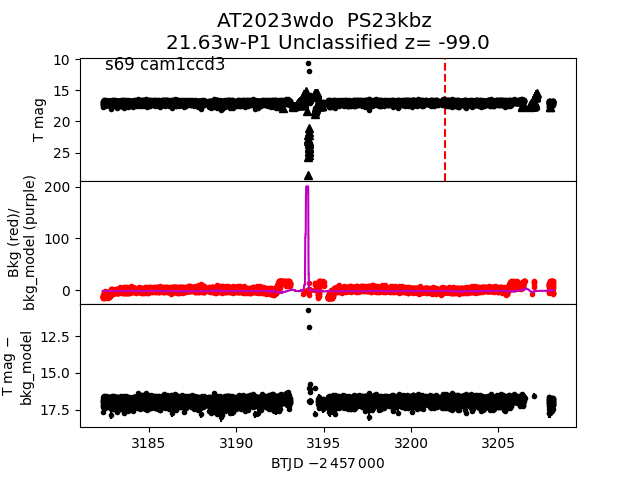 AT2023wdo  PS23kbz
21.63w-P1 Unclassified z= -99.0
s69 cam1ccd3
10
15
20
25
T mag
200
100
0
Bkg (red)/
bkg_model (purple)
12.5
15.0
17.5
T mag −
bkg_model
3185 3190 3195 3200 3205
BTJD −2 457 000